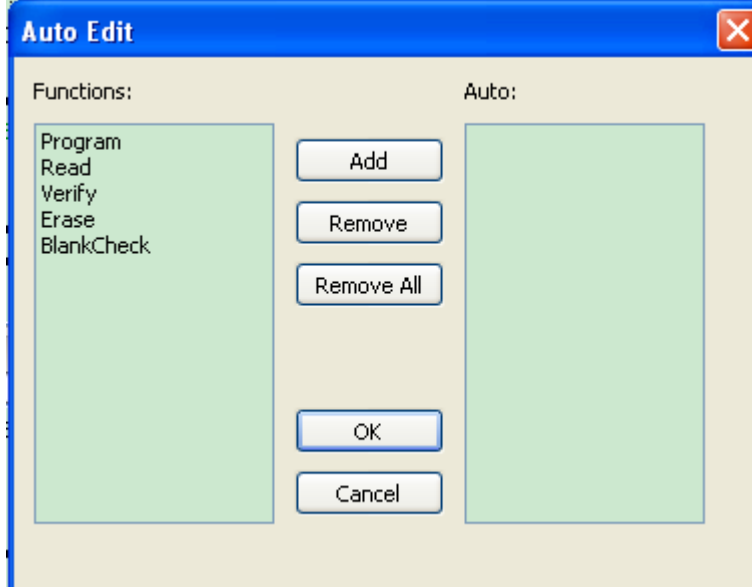 Auto Edit
Functions:
Auto:
Program
Read
Verify
Erase
BlankCheck
Add
Remove
Remove All
OK
Cancel